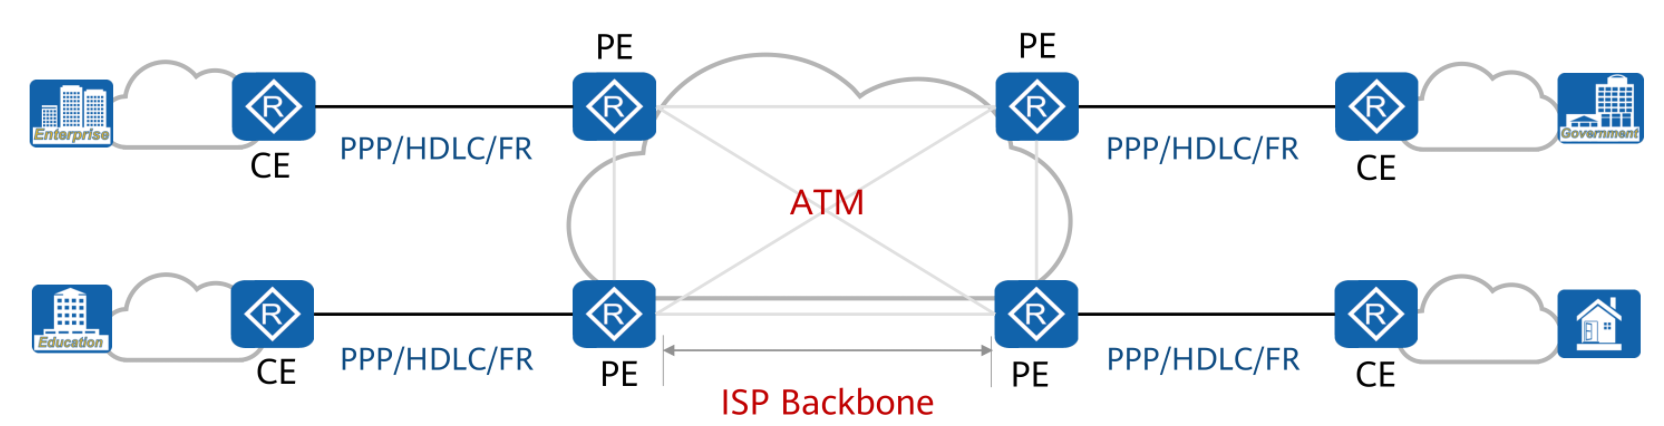 PE
PE
R
R
R
R
Enterprise
Government
CE
PPP/HDLC/FR
PPP/HDLC/FR
CE
ATM
R
R
R
R
Education
CE
PPP/HDLC/FR
PE
PE
PPP/HDLC/FR
CE
ISP Backbone